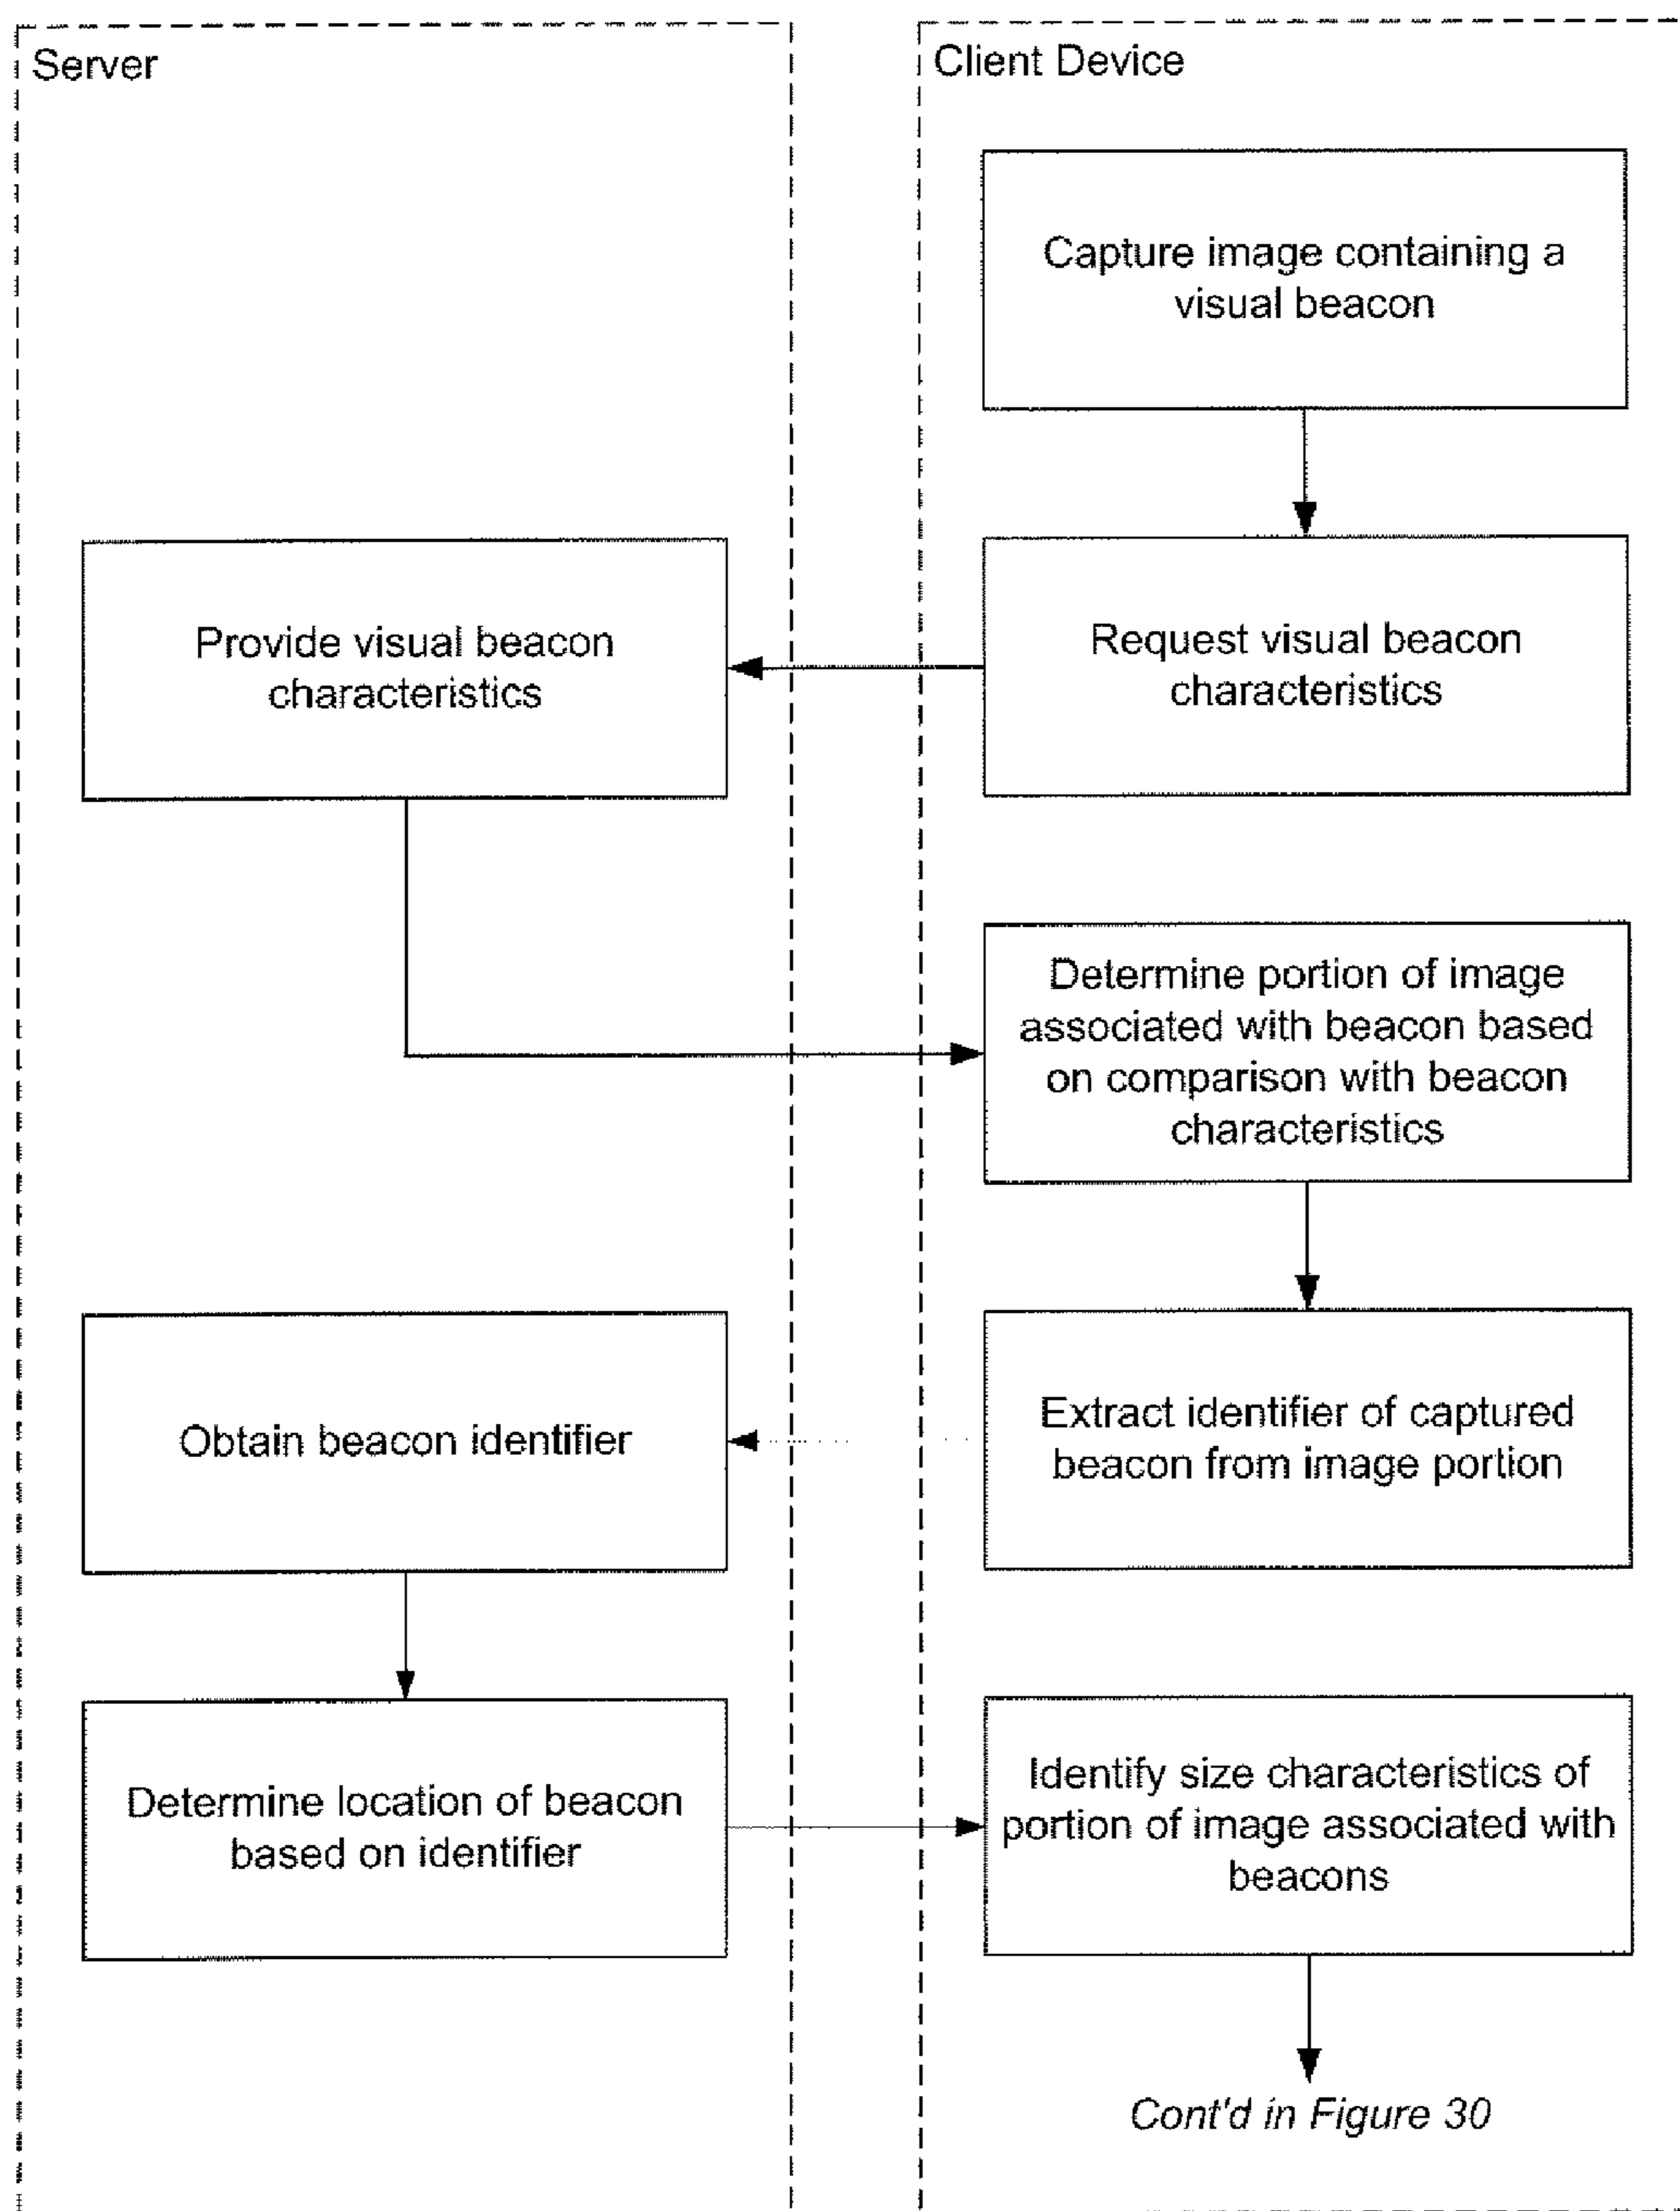 Server
Client Device
Capture image containing a
visual beacon
Provide visual beacon
characteristics
Request visual beacon
characteristics
Determine portion of image
associated with beacon based
on comparison with beacon
characteristics
Obtain beacon identifier
Extract identifier of captured
beacon from image portion
Determine location of beacon
based on identifier
Identify size characteristics of
portion of image associated with
beacons
Cont'd in Figure 30